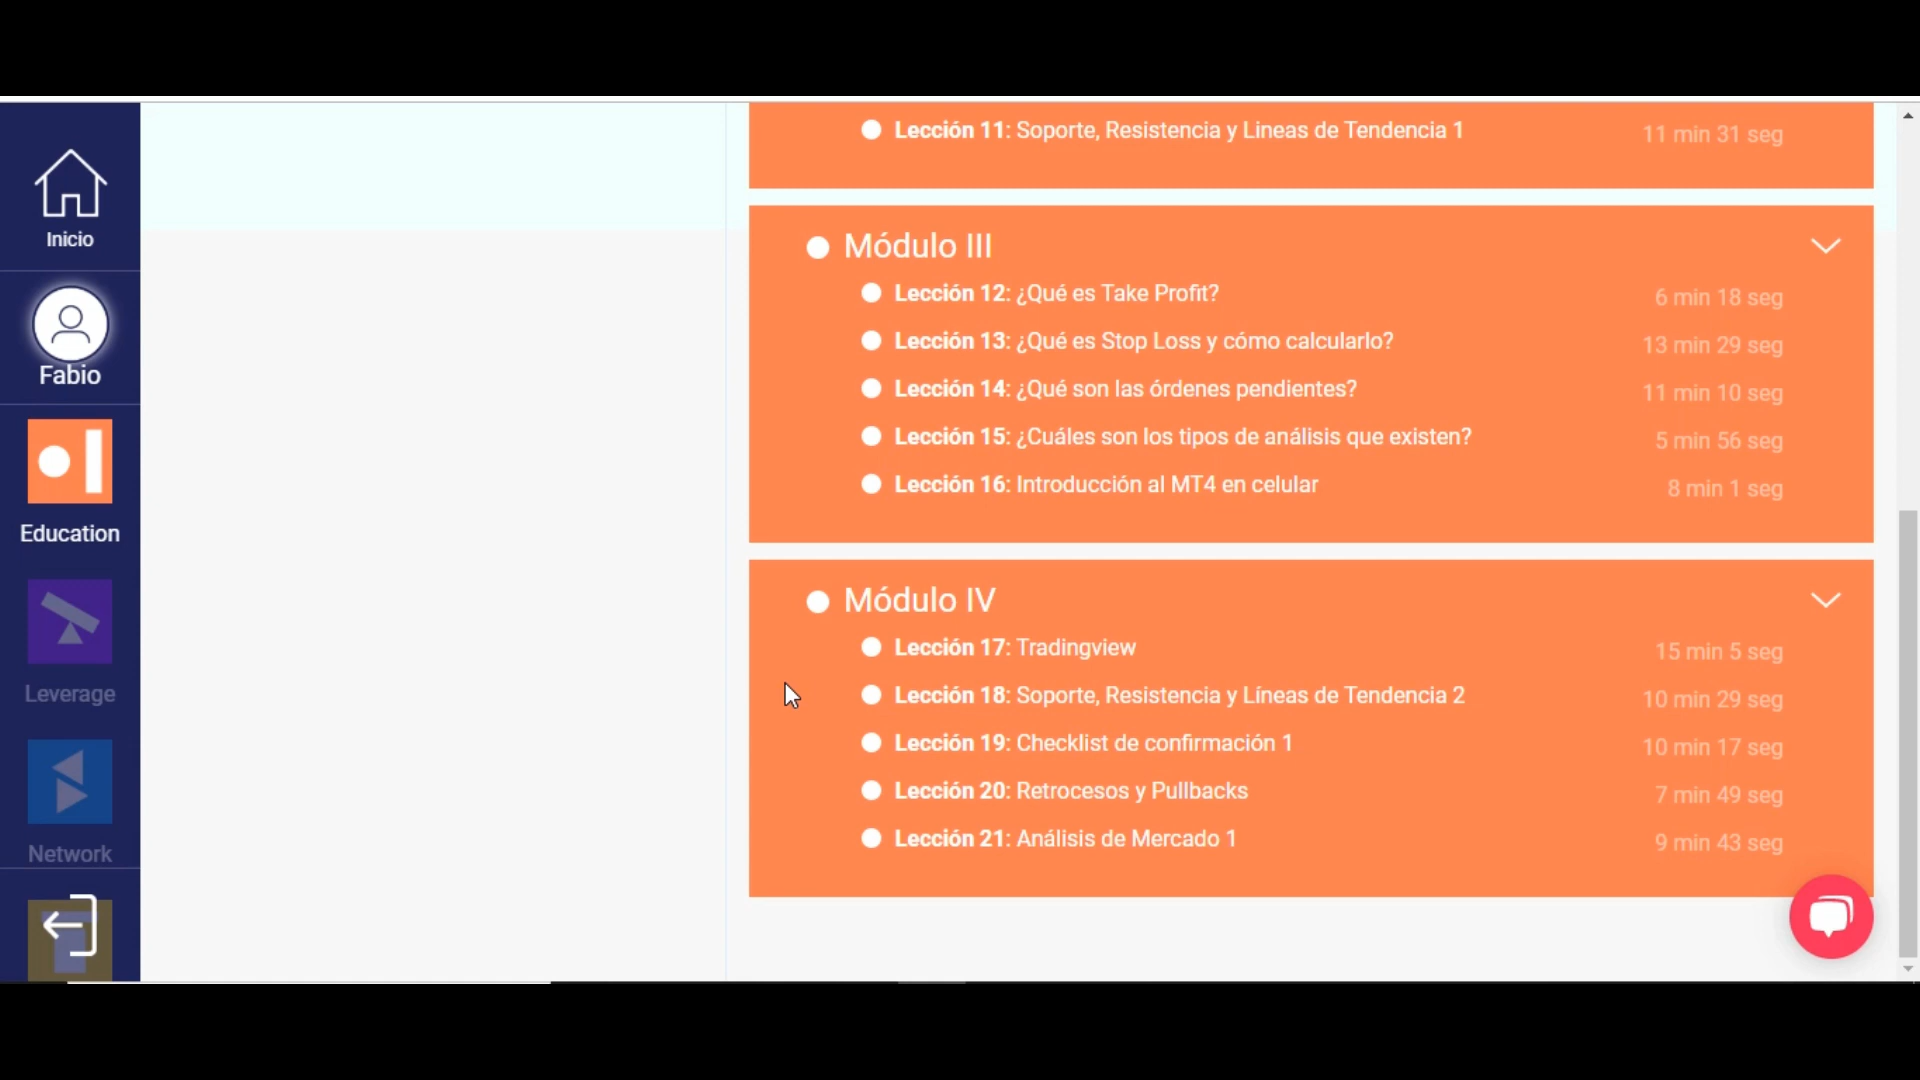 Inicio
Fabio
Education
Leverage
Network
Lección 11: Soporte, Resistencia y Lineas de Tendencia 1 11 min 31 seg
Módulo III
Lección 12: ¿Qué es Take Profit? 6 min 18 seg
Lección 13: ¿Qué es Stop Loss y cómo calcularlo? 13 min 29 seg
Lección 14: ¿Qué son las órdenes pendientes? 11 min 10 seg
Lección 15: ¿Cuáles son los tipos de análisis que existen? 5 min 56 seg
Lección 16: Introducción al MT4 en celular 8 min 1 seg
Módulo IV
Lección 17: Tradingview 15 min 5 seg
Lección 18: Soporte, Resistencia y Líneas de Tendencia 2 10 min 29 seg
Lección 19: Checklist de confirmación 1 10 min 17 seg
Lección 20: Retrocesos y Pullbacks 7 min 49 seg
Lección 21: Análisis de Mercado 1 9 min 43 seg